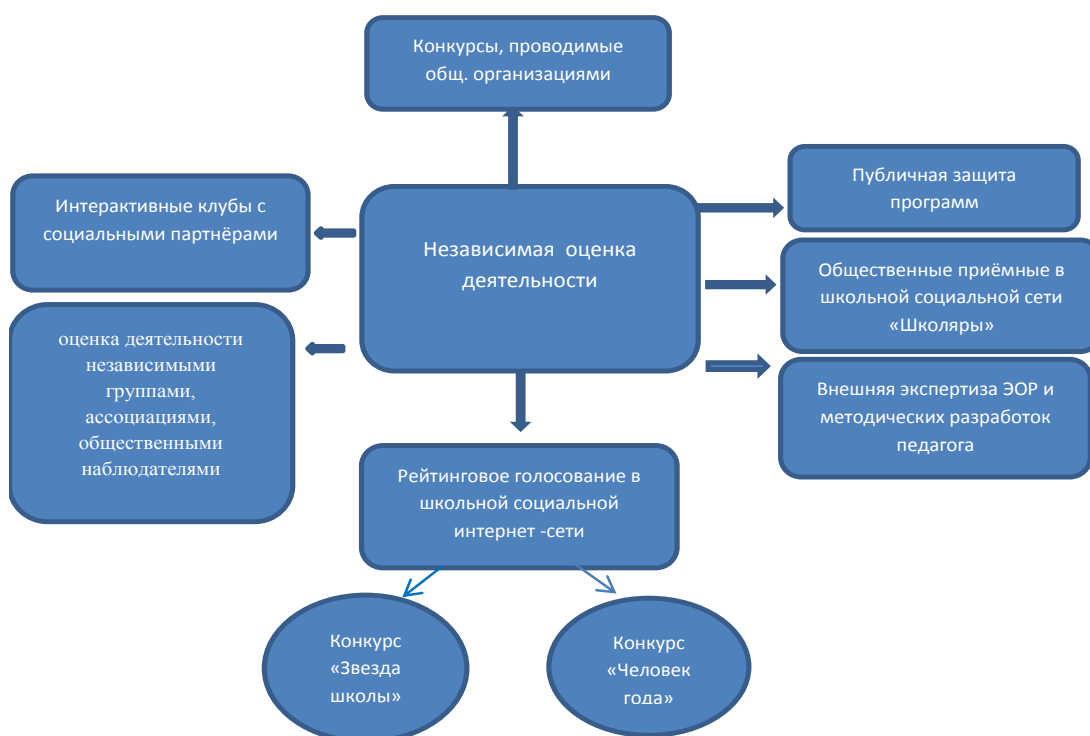 Конкурсы, проводимые
общ. организациями
Интерактивные клубы с
социальными партнёрами
Независимая оценка
деятельности
Публичная защита
программ
Общественные приёмные в
школьной социальной сети
«Школяры»
оценка деятельности
независимыми
группами,
ассоциациями,
общественными
наблюдателями
Внешняя экспертиза ЭОР и
методических разработок
педагога
Рейтинговое голосование в
школьной социальной
интернет -сети
Конкурс
«Звезда
школы»
Конкурс
«Человек
года»